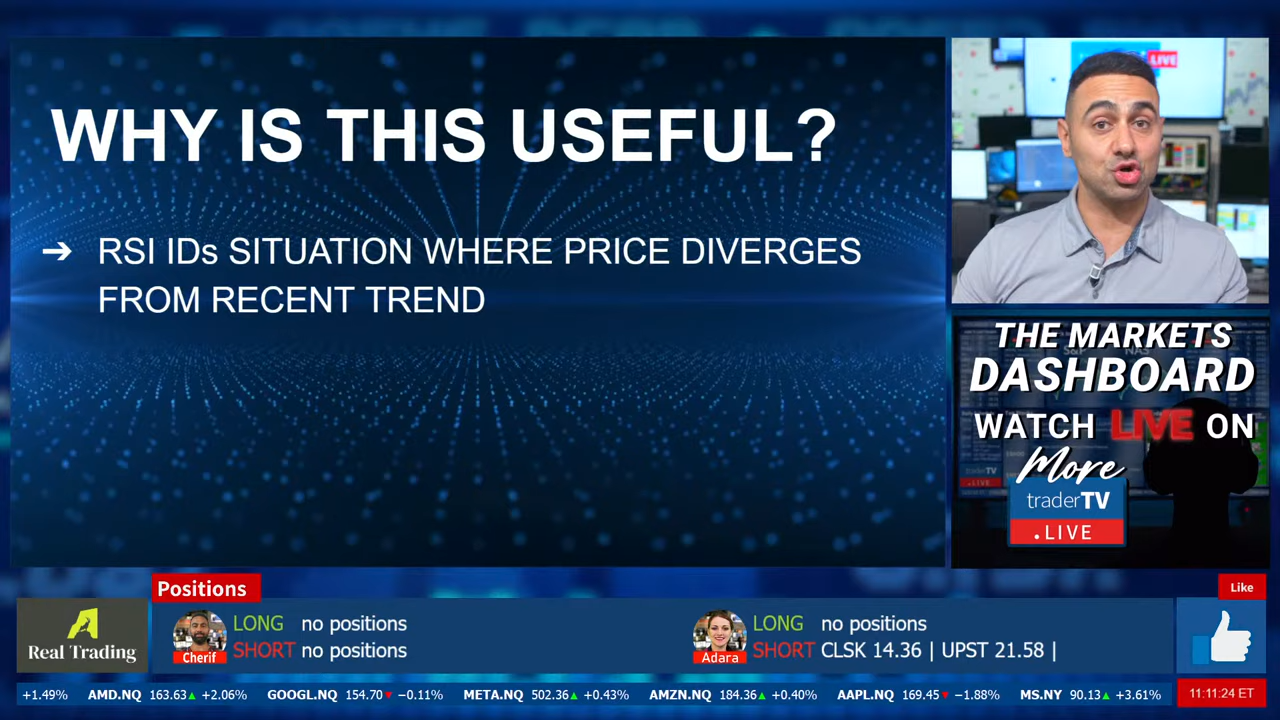 WHY IS THIS USEFUL?
➔ RSI IDs SITUATION WHERE PRICE DIVERGES
FROM RECENT TREND
LIVE
THE MARKETS
DASHBOARD
WATCH LIVE ON
More
traderTV
.LIVE
Positions
Like
Real Trading
Cherif
LONG no positions
SHORT no positions
Adara
LONG no positions
SHORT CLSK 14.36 | UPST 21.58 |
+1.49% AMD.NQ 163.63▲ +2.06% GOOGL.NQ 154.70▼ −0.11% META.NQ 502.36▲ +0.43% AMZN.NQ 184.36▲ +0.40% AAPL.NQ 169.45▼ −1.88% MS.NY 90.13▲ +3.61%
11:11:24 ET